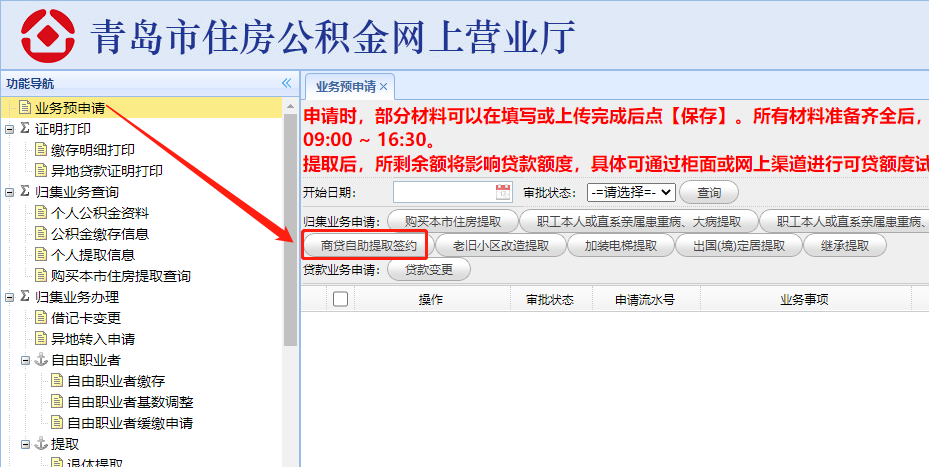 青岛市住房公积金网上营业厅
功能导航
业务预申请
证明打印
缴存明细打印
异地贷款证明打印
归集业务查询
个人公积金资料
公积金缴存信息
个人提取信息
购买本市住房提取查询
归集业务办理
借记卡变更
异地转入申请
自由职业者
自由职业者缴存
自由职业者基数调整
自由职业者缓缴申请
提取
退休提取
业务预申请
申请时，部分材料可以在填写或上传完成后点【保存】。所有材料准备齐全后，
09:00 ~ 16:30。
提取后，所剩余额将影响贷款额度，具体可通过柜面或网上渠道进行可贷额度试
开始日期： 审批状态： -=请选择=- 查询
归集业务申请： 购买本市住房提取 职工本人或直系亲属患重病、大病提取 职工本人或直系亲属患重病、
商贷自助提取签约 老旧小区改造提取 加装电梯提取 出国(境)定居提取 继承提取
贷款业务申请： 贷款变更
操作 审批状态 申请流水号 业务事项